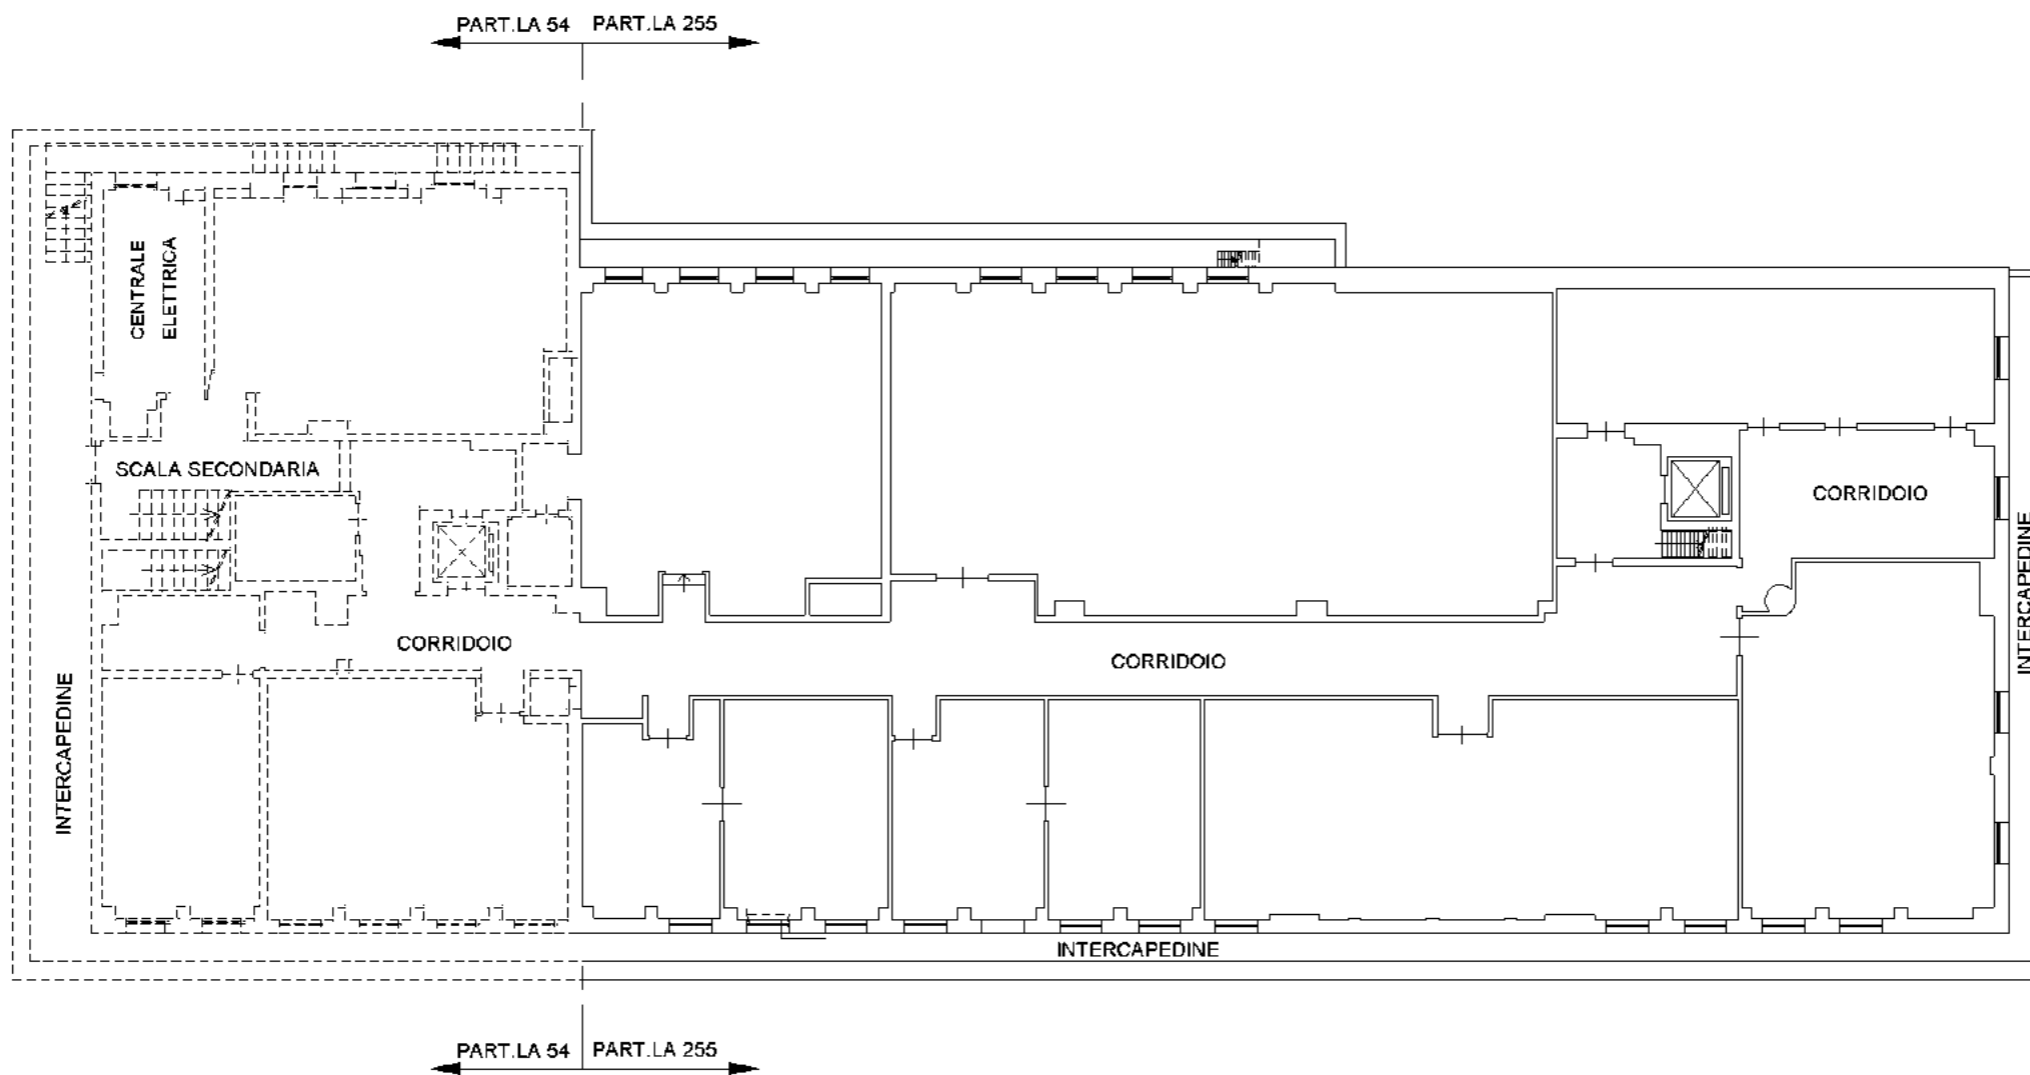 PART.LA 54
PART.LA 255
CENTRALE
ELETTRICA
SCALA SECONDARIA
CORRIDOIO
INTERCAPEDINE
CORRIDOIO
CORRIDOIO
INTERCAPEDINE
INTERCAPEDINE
PART.LA 54
PART.LA 255